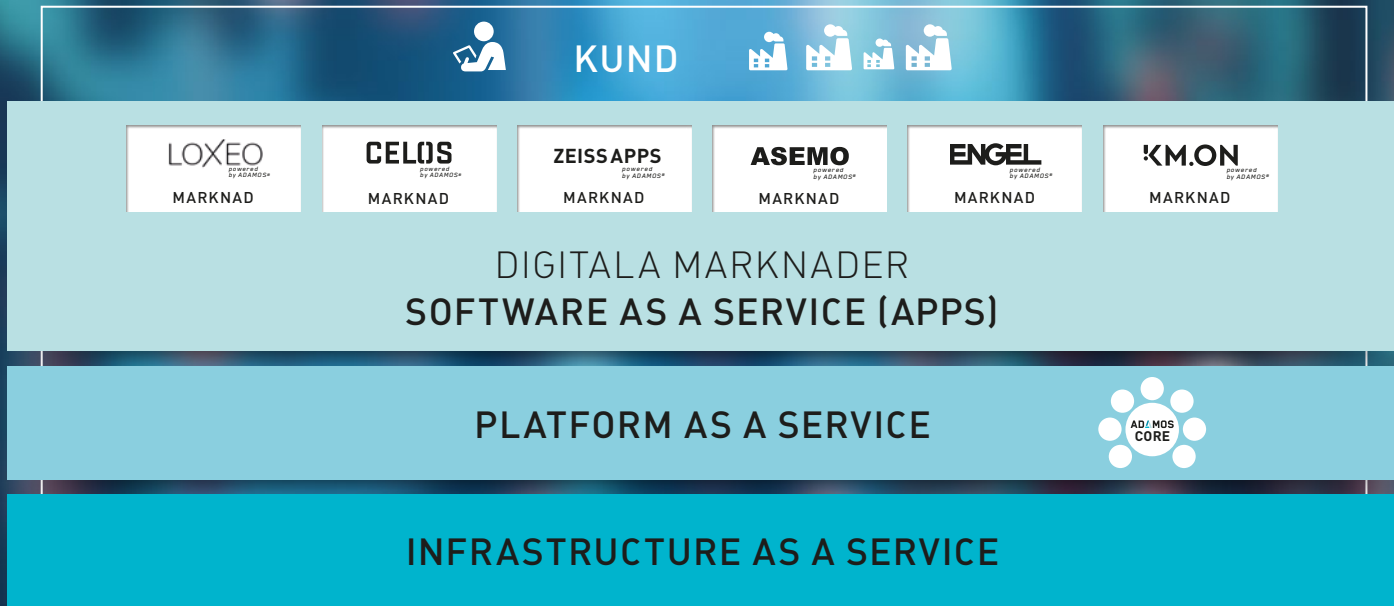 KUND
LOXEO
powered
by ADAMOS®
MARKNAD
CELOS
powered
by ADAMOS®
MARKNAD
ZEISS APPS
powered
by ADAMOS®
MARKNAD
ASEMO
powered
by ADAMOS®
MARKNAD
ENGEL
powered
by ADAMOS®
MARKNAD
KM.ON
powered
by ADAMOS®
MARKNAD
DIGITALA MARKNADER
SOFTWARE AS A SERVICE (APPS)
PLATFORM AS A SERVICE
ADAMOS
CORE
INFRASTRUCTURE AS A SERVICE